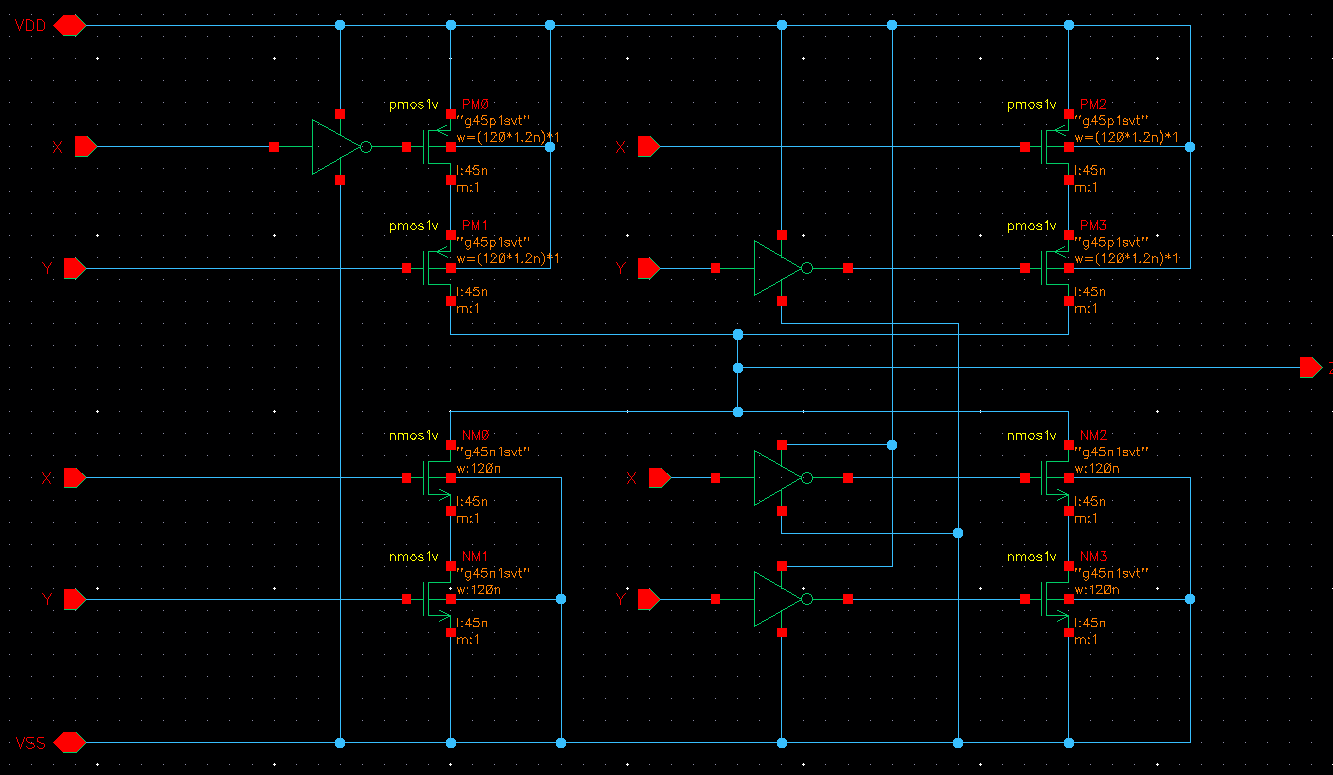 VDD
pmos1v PM0
"g45p1svt"
w=(120*1.2n)*1
l:45n
m:1
pmos1v PM2
"g45p1svt"
w=(120*1.2n)*1
l:45n
m:1
X
X
pmos1v PM1
"g45p1svt"
w=(120*1.2n)*1
l:45n
m:1
pmos1v PM3
"g45p1svt"
w=(120*1.2n)*1
l:45n
m:1
Y
Y
Z
nmos1v NM0
"g45n1svt"
w:120n
l:45n
m:1
nmos1v NM2
"g45n1svt"
w:120n
l:45n
m:1
X
X
nmos1v NM1
"g45n1svt"
w:120n
l:45n
m:1
nmos1v NM3
"g45n1svt"
w:120n
l:45n
m:1
Y
Y
VSS